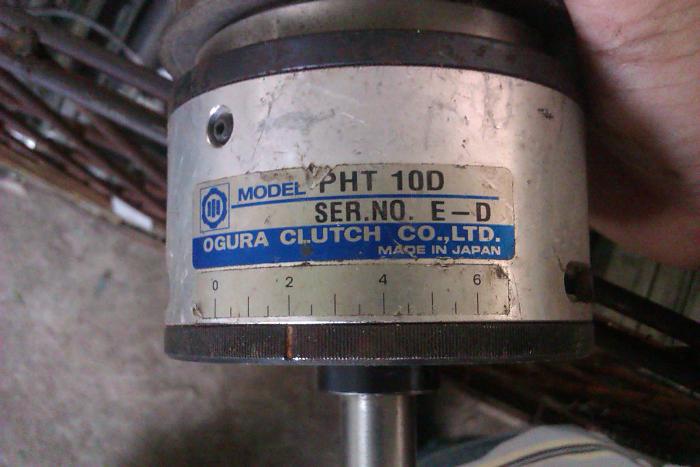 MODEL PHT 10D
SER.NO. E-D
OGURA CLUTCH CO.,LTD.
MADE IN JAPAN
0 2 4 6